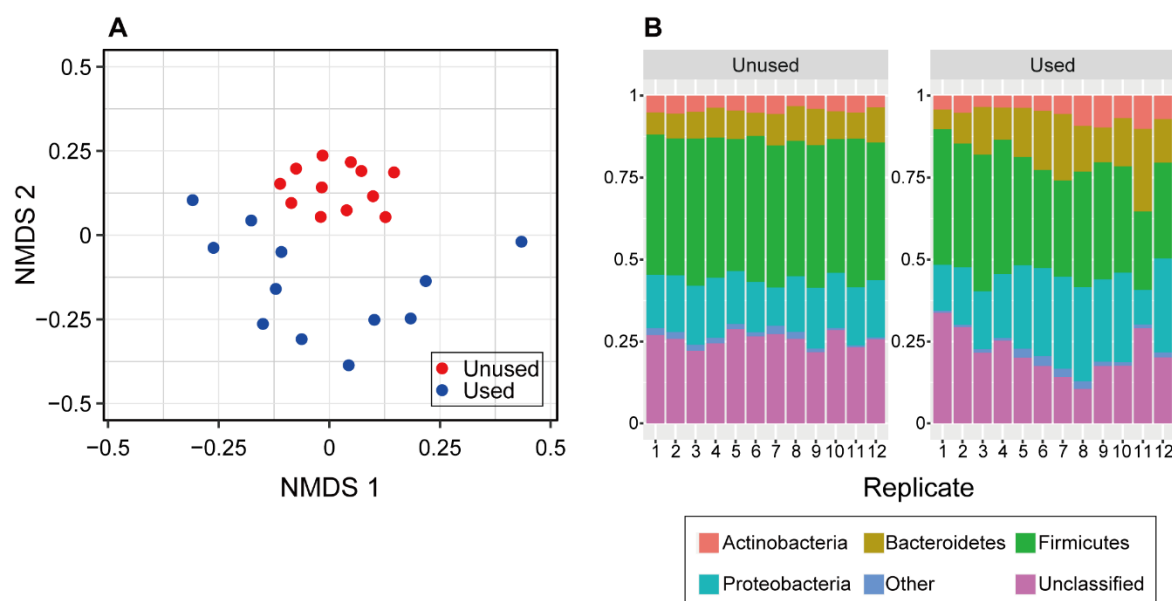 A
0.5
0.25
0
−0.25
−0.5
NMDS 2
−0.5 −0.25 0 0.25 0.5
NMDS 1
Unused
Used
B
Unused Used
1 1
0.75 0.75
0.5 0.5
0.25 0.25
0 0
1 2 3 4 5 6 7 8 9 10 11 12 1 2 3 4 5 6 7 8 9 10 11 12
Replicate
Actinobacteria Bacteroidetes Firmicutes
Proteobacteria Other Unclassified